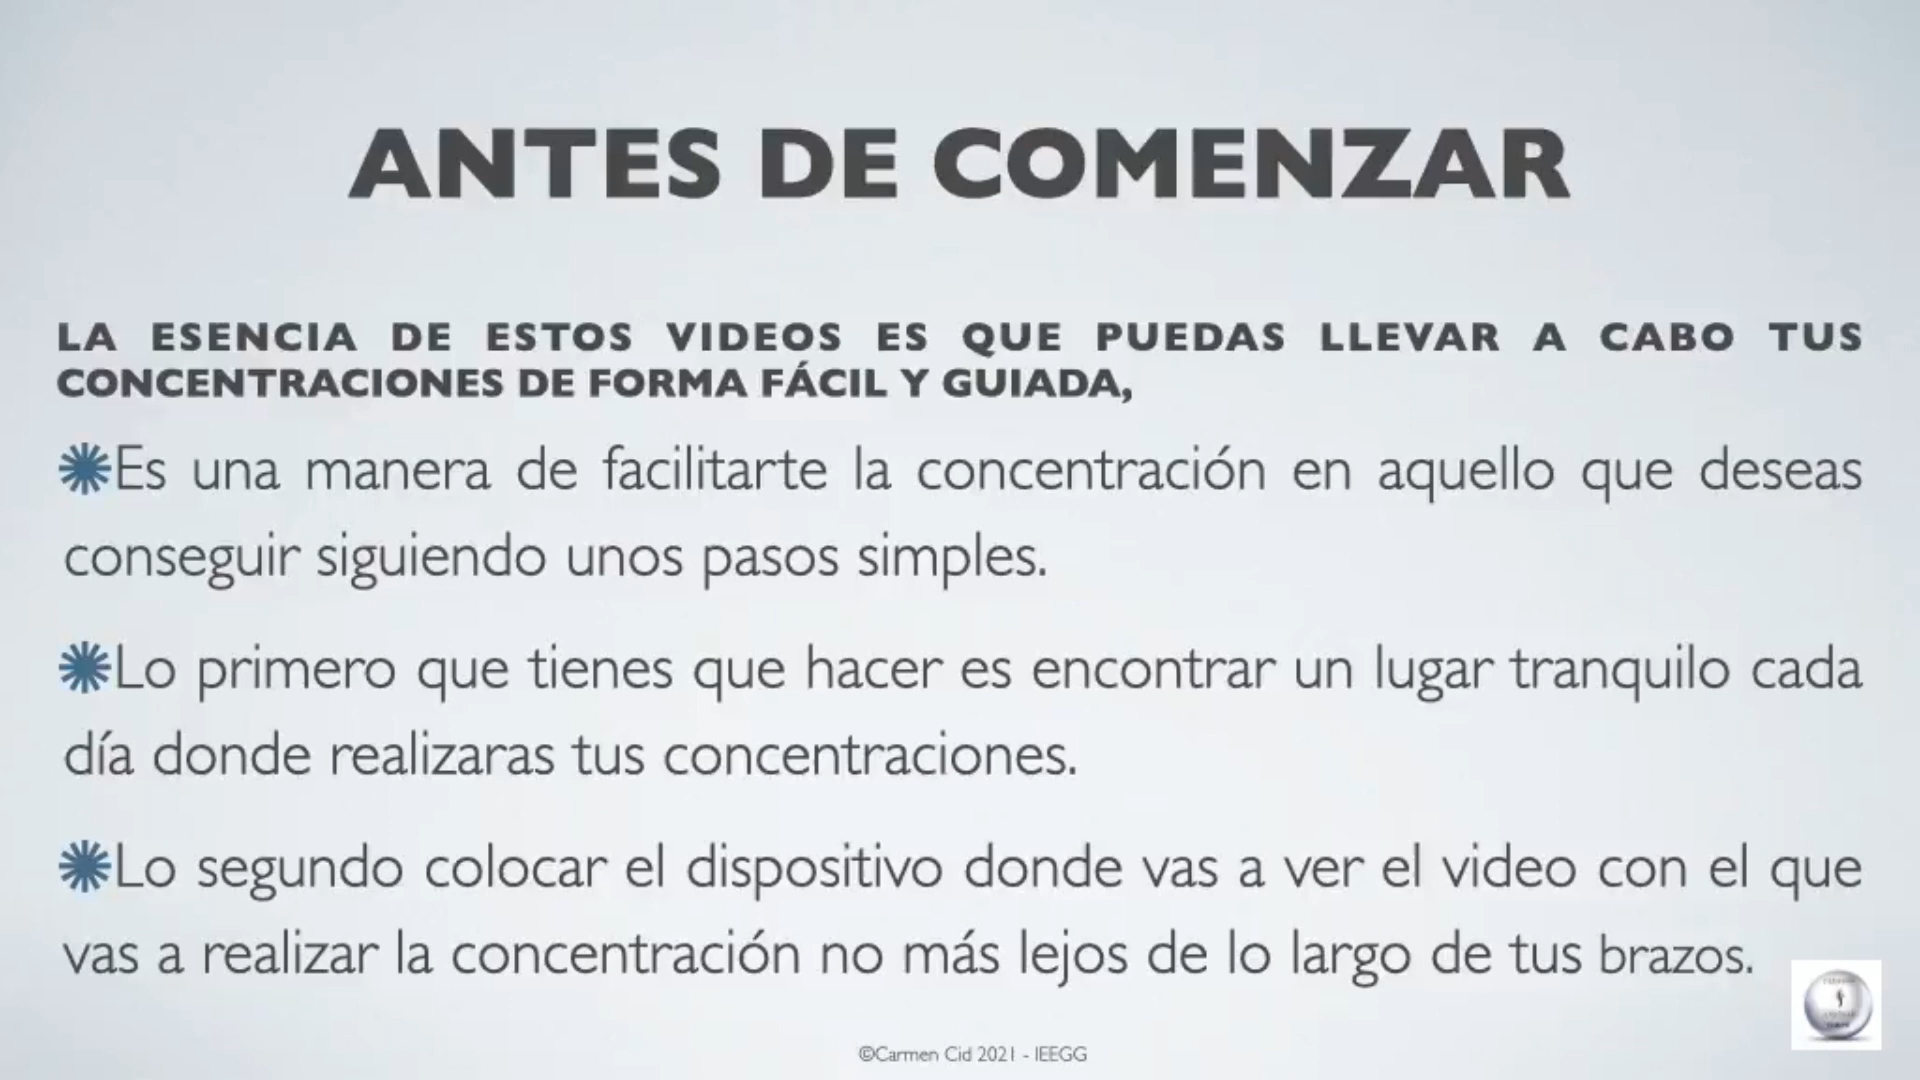 ANTES DE COMENZAR
LA ESENCIA DE ESTOS VIDEOS ES QUE PUEDAS LLEVAR A CABO TUS
CONCENTRACIONES DE FORMA FÁCIL Y GUIADA,
Es una manera de facilitarte la concentración en aquello que deseas
conseguir siguiendo unos pasos simples.
Lo primero que tienes que hacer es encontrar un lugar tranquilo cada
día donde realizaras tus concentraciones.
Lo segundo colocar el dispositivo donde vas a ver el video con el que
vas a realizar la concentración no más lejos de lo largo de tus brazos.
©Carmen Cid 2021 - IEEGG